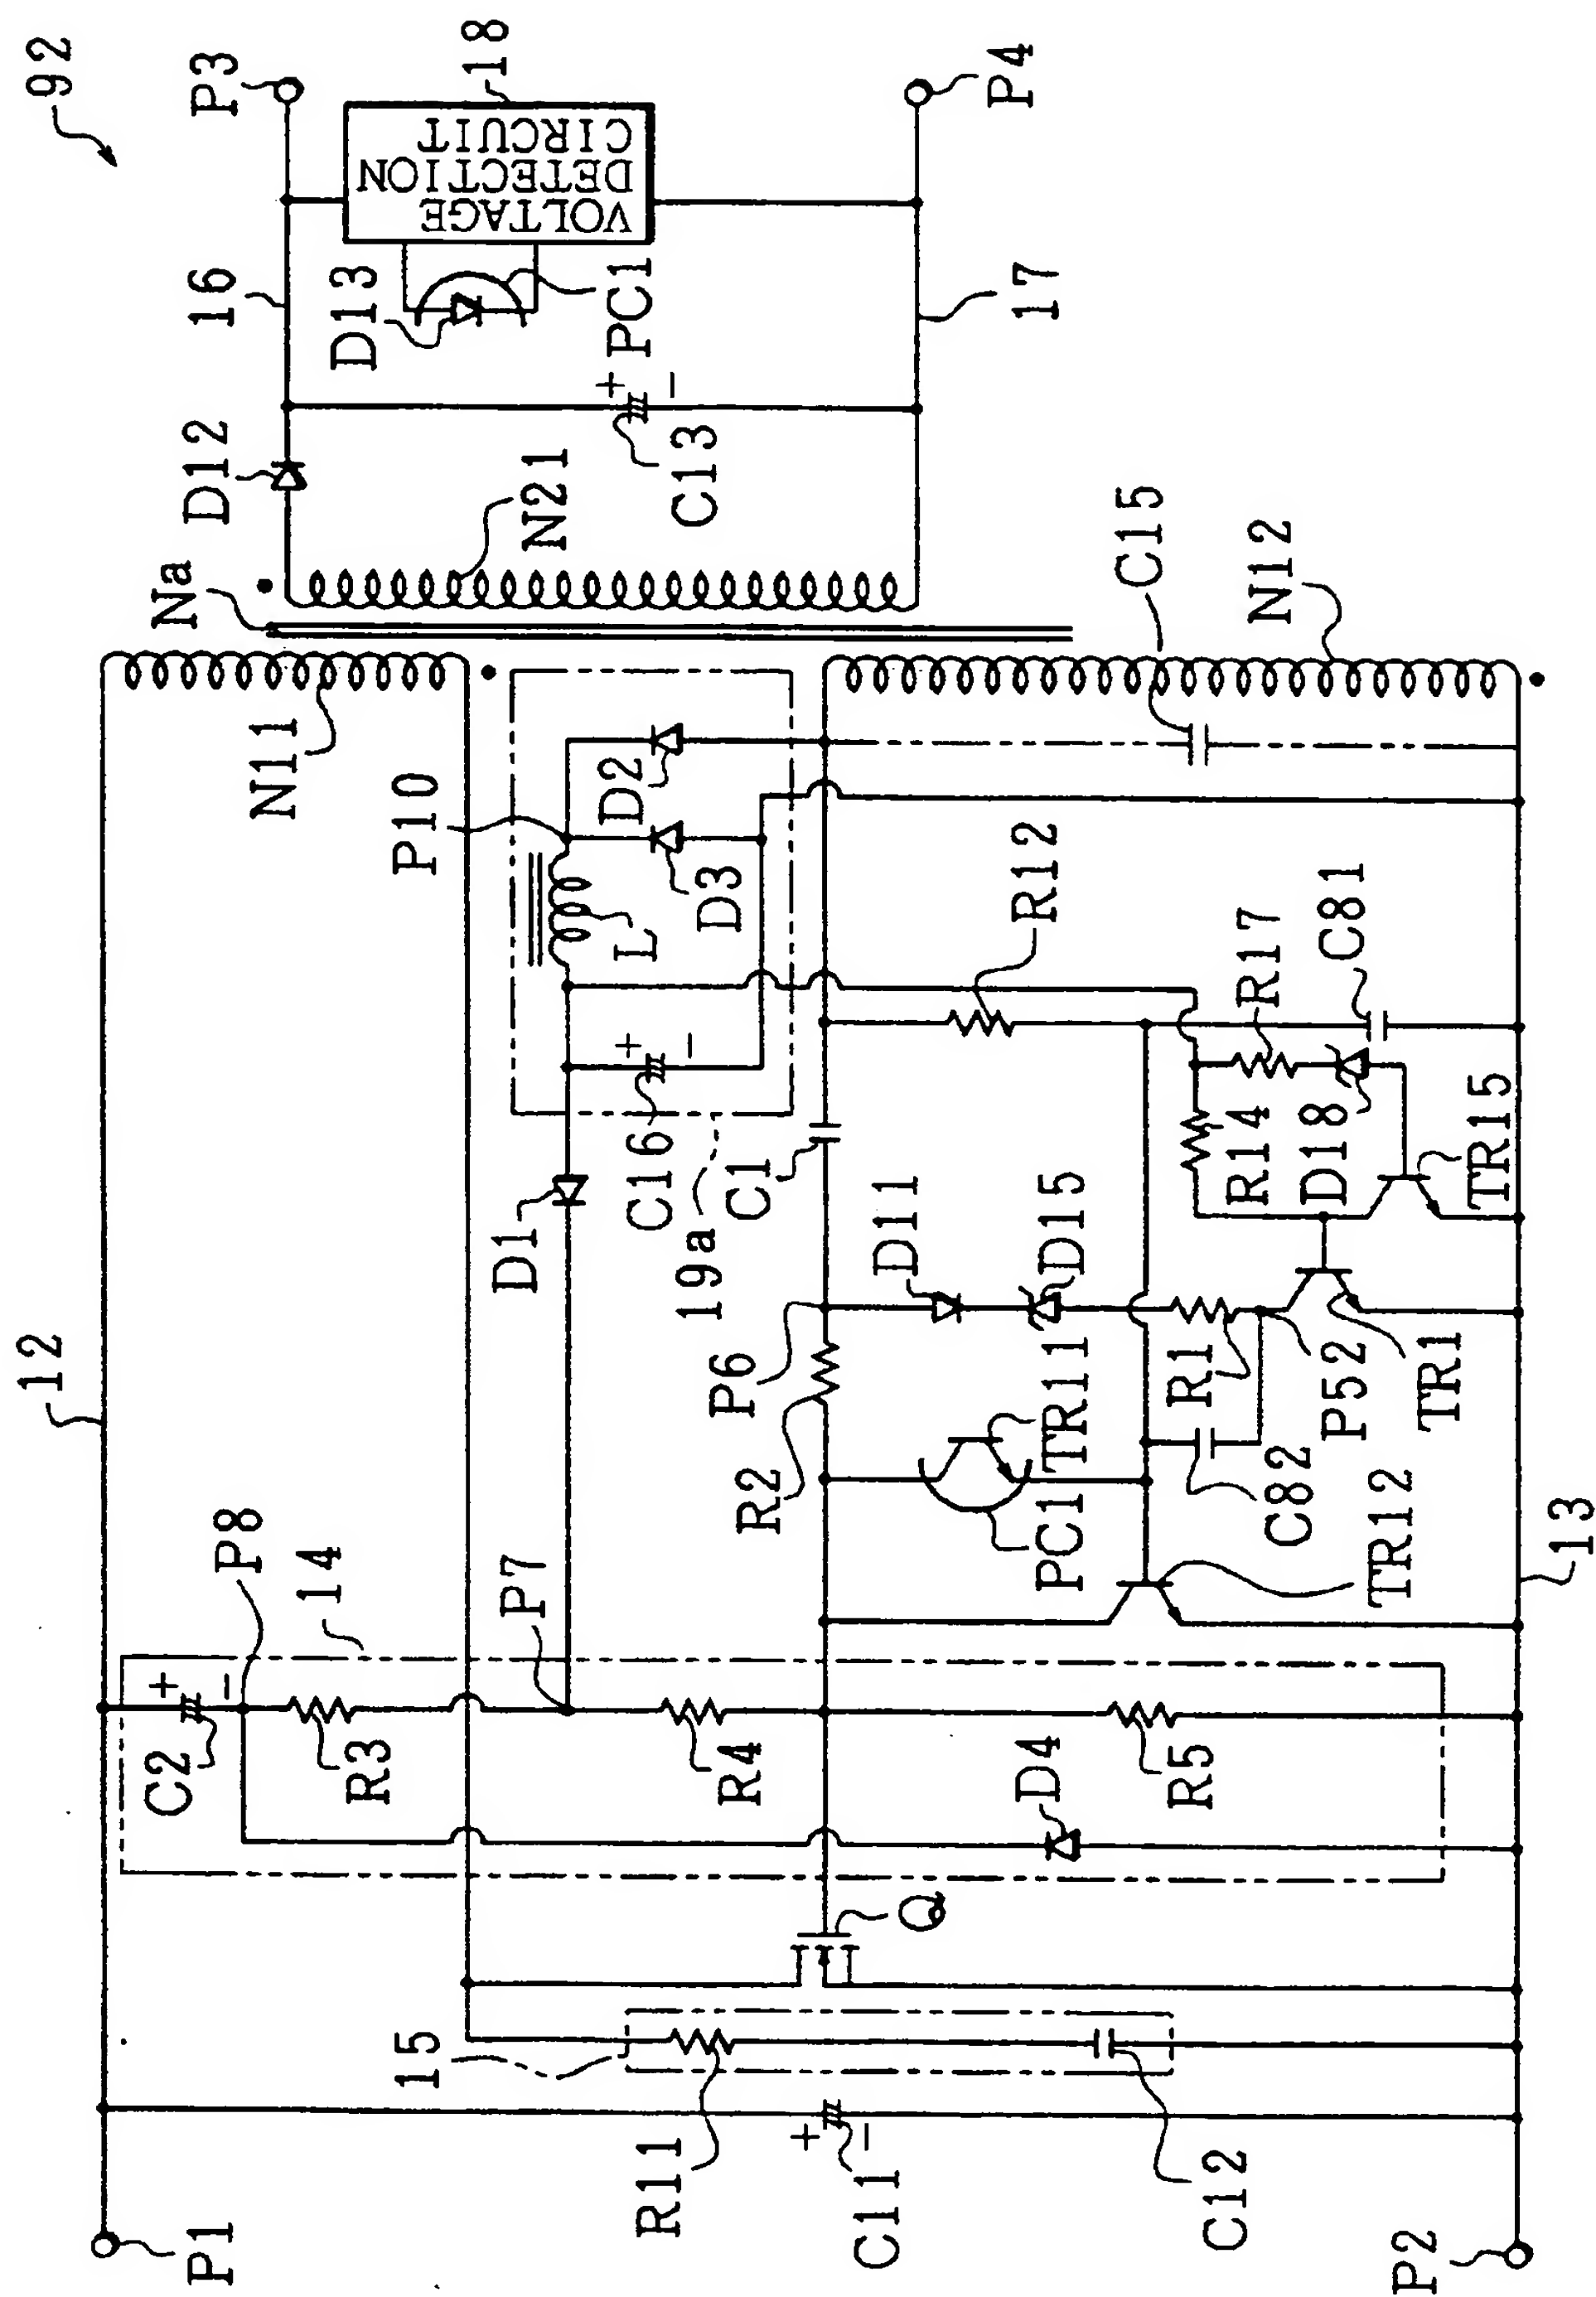 92
P3
18
VOLTAGE
DETECTION
CIRCUIT
P4
16
D13
PC1
17
D12
+
−
C13
N21
Na
C15
N12
N11
P10
D2
D3
L
R12
R17
C81
+
−
C16
19a
C1
R14
D18
TR15
D1
D11
D15
12
P6
R1
P52
TR1
R2
TR11
PC1
C82
TR12
13
P8
14
P7
+
−
C2
R3
R4
R5
D4
Q
15
R11
+
−
C11
C12
P1
P2